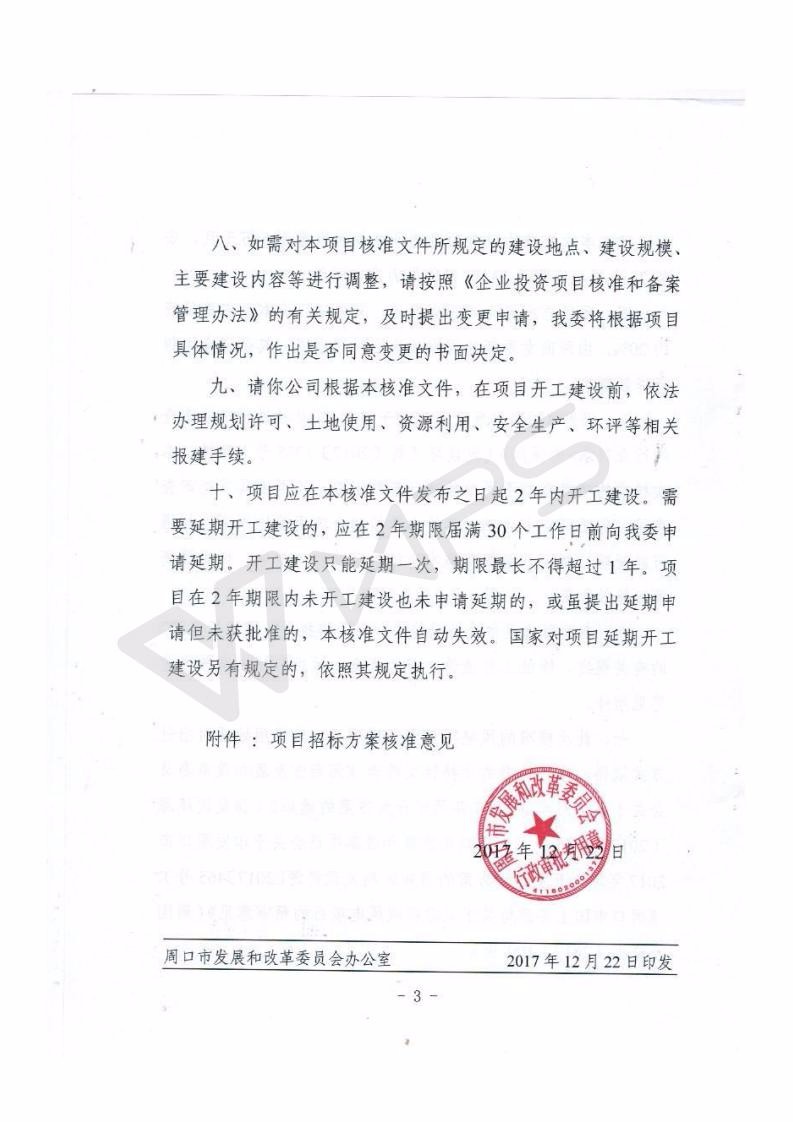 八、如需对本项目核准文件所规定的建设地点、建设规模、
主要建设内容等进行调整，请按照《企业投资项目核准和备案
管理办法》的有关规定，及时提出变更申请，我委将根据项目
具体情况，作出是否同意变更的书面决定。
九、请你公司根据本核准文件，在项目开工建设前，依法
办理规划许可、土地使用、资源利用、安全生产、环评等相关
报建手续。
十、项目应在本核准文件发布之日起2年内开工建设。需
要延期开工建设的，应在2年期限届满30个工作日前向我委申
请延期。开工建设只能延期一次，期限最长不得超过1年。项
目在2年期限内未开工建设也未申请延期的，或虽提出延期申
请但未获批准的，本核准文件自动失效。国家对项目延期开工
建设另有规定的，依照其规定执行。
附件：项目招标方案核准意见
周口市发展和改革委员会
2017年12月22日
行政审批专用章
周口市发展和改革委员会办公室 2017年12月22日印发
- 3 -
WPS